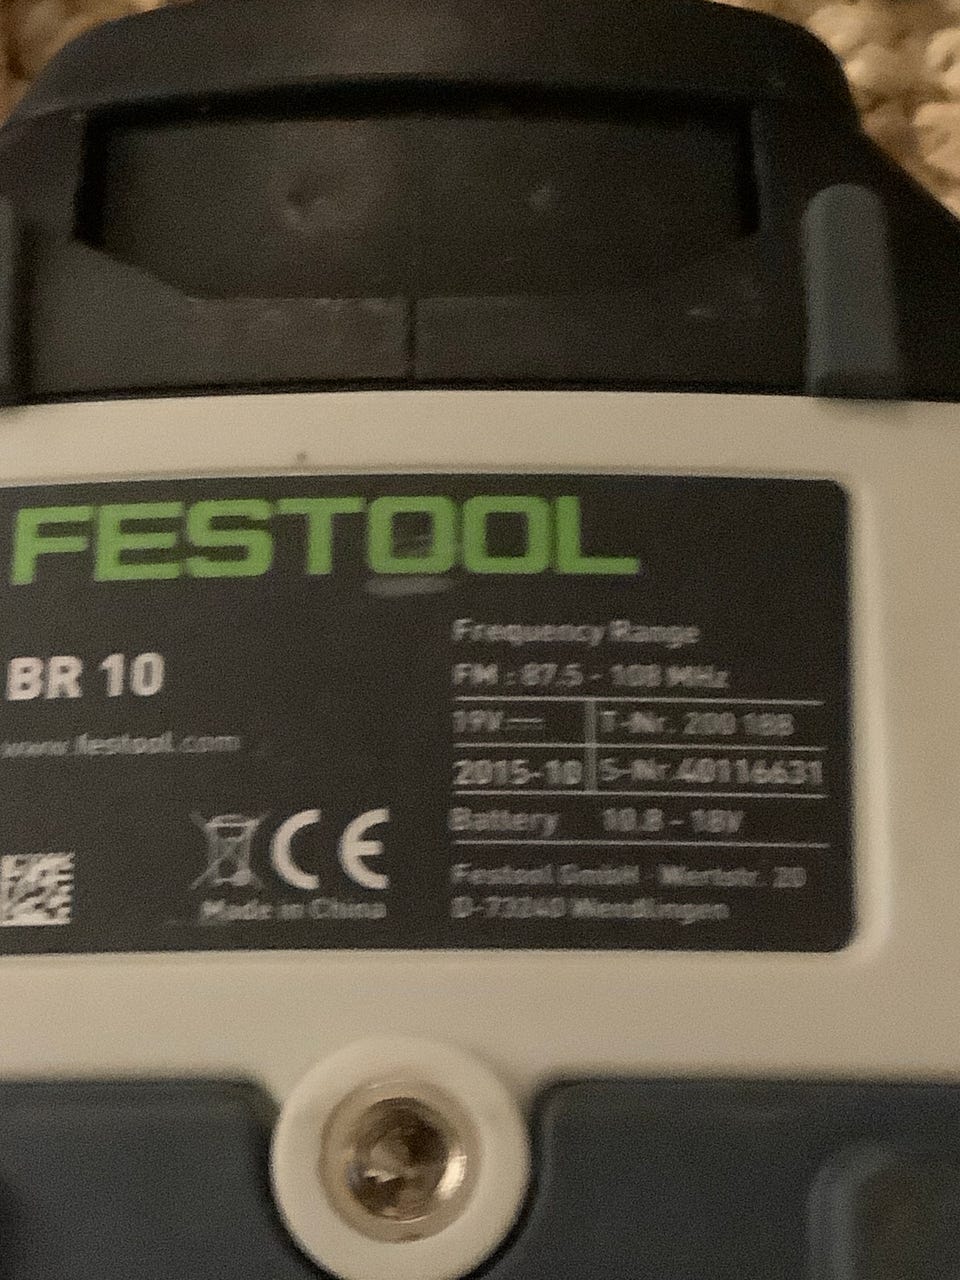 FESTOOL
BR 10
www.festool.com
Made in China
Frequency Range
FM : 87.5 - 108 MHz
19V T-Nr. 200 188
2015-10 S-Nr. 40116631
Battery 10.8 - 18V
Festool GmbH Wertstr. 20
D-73240 Wendlingen
CE